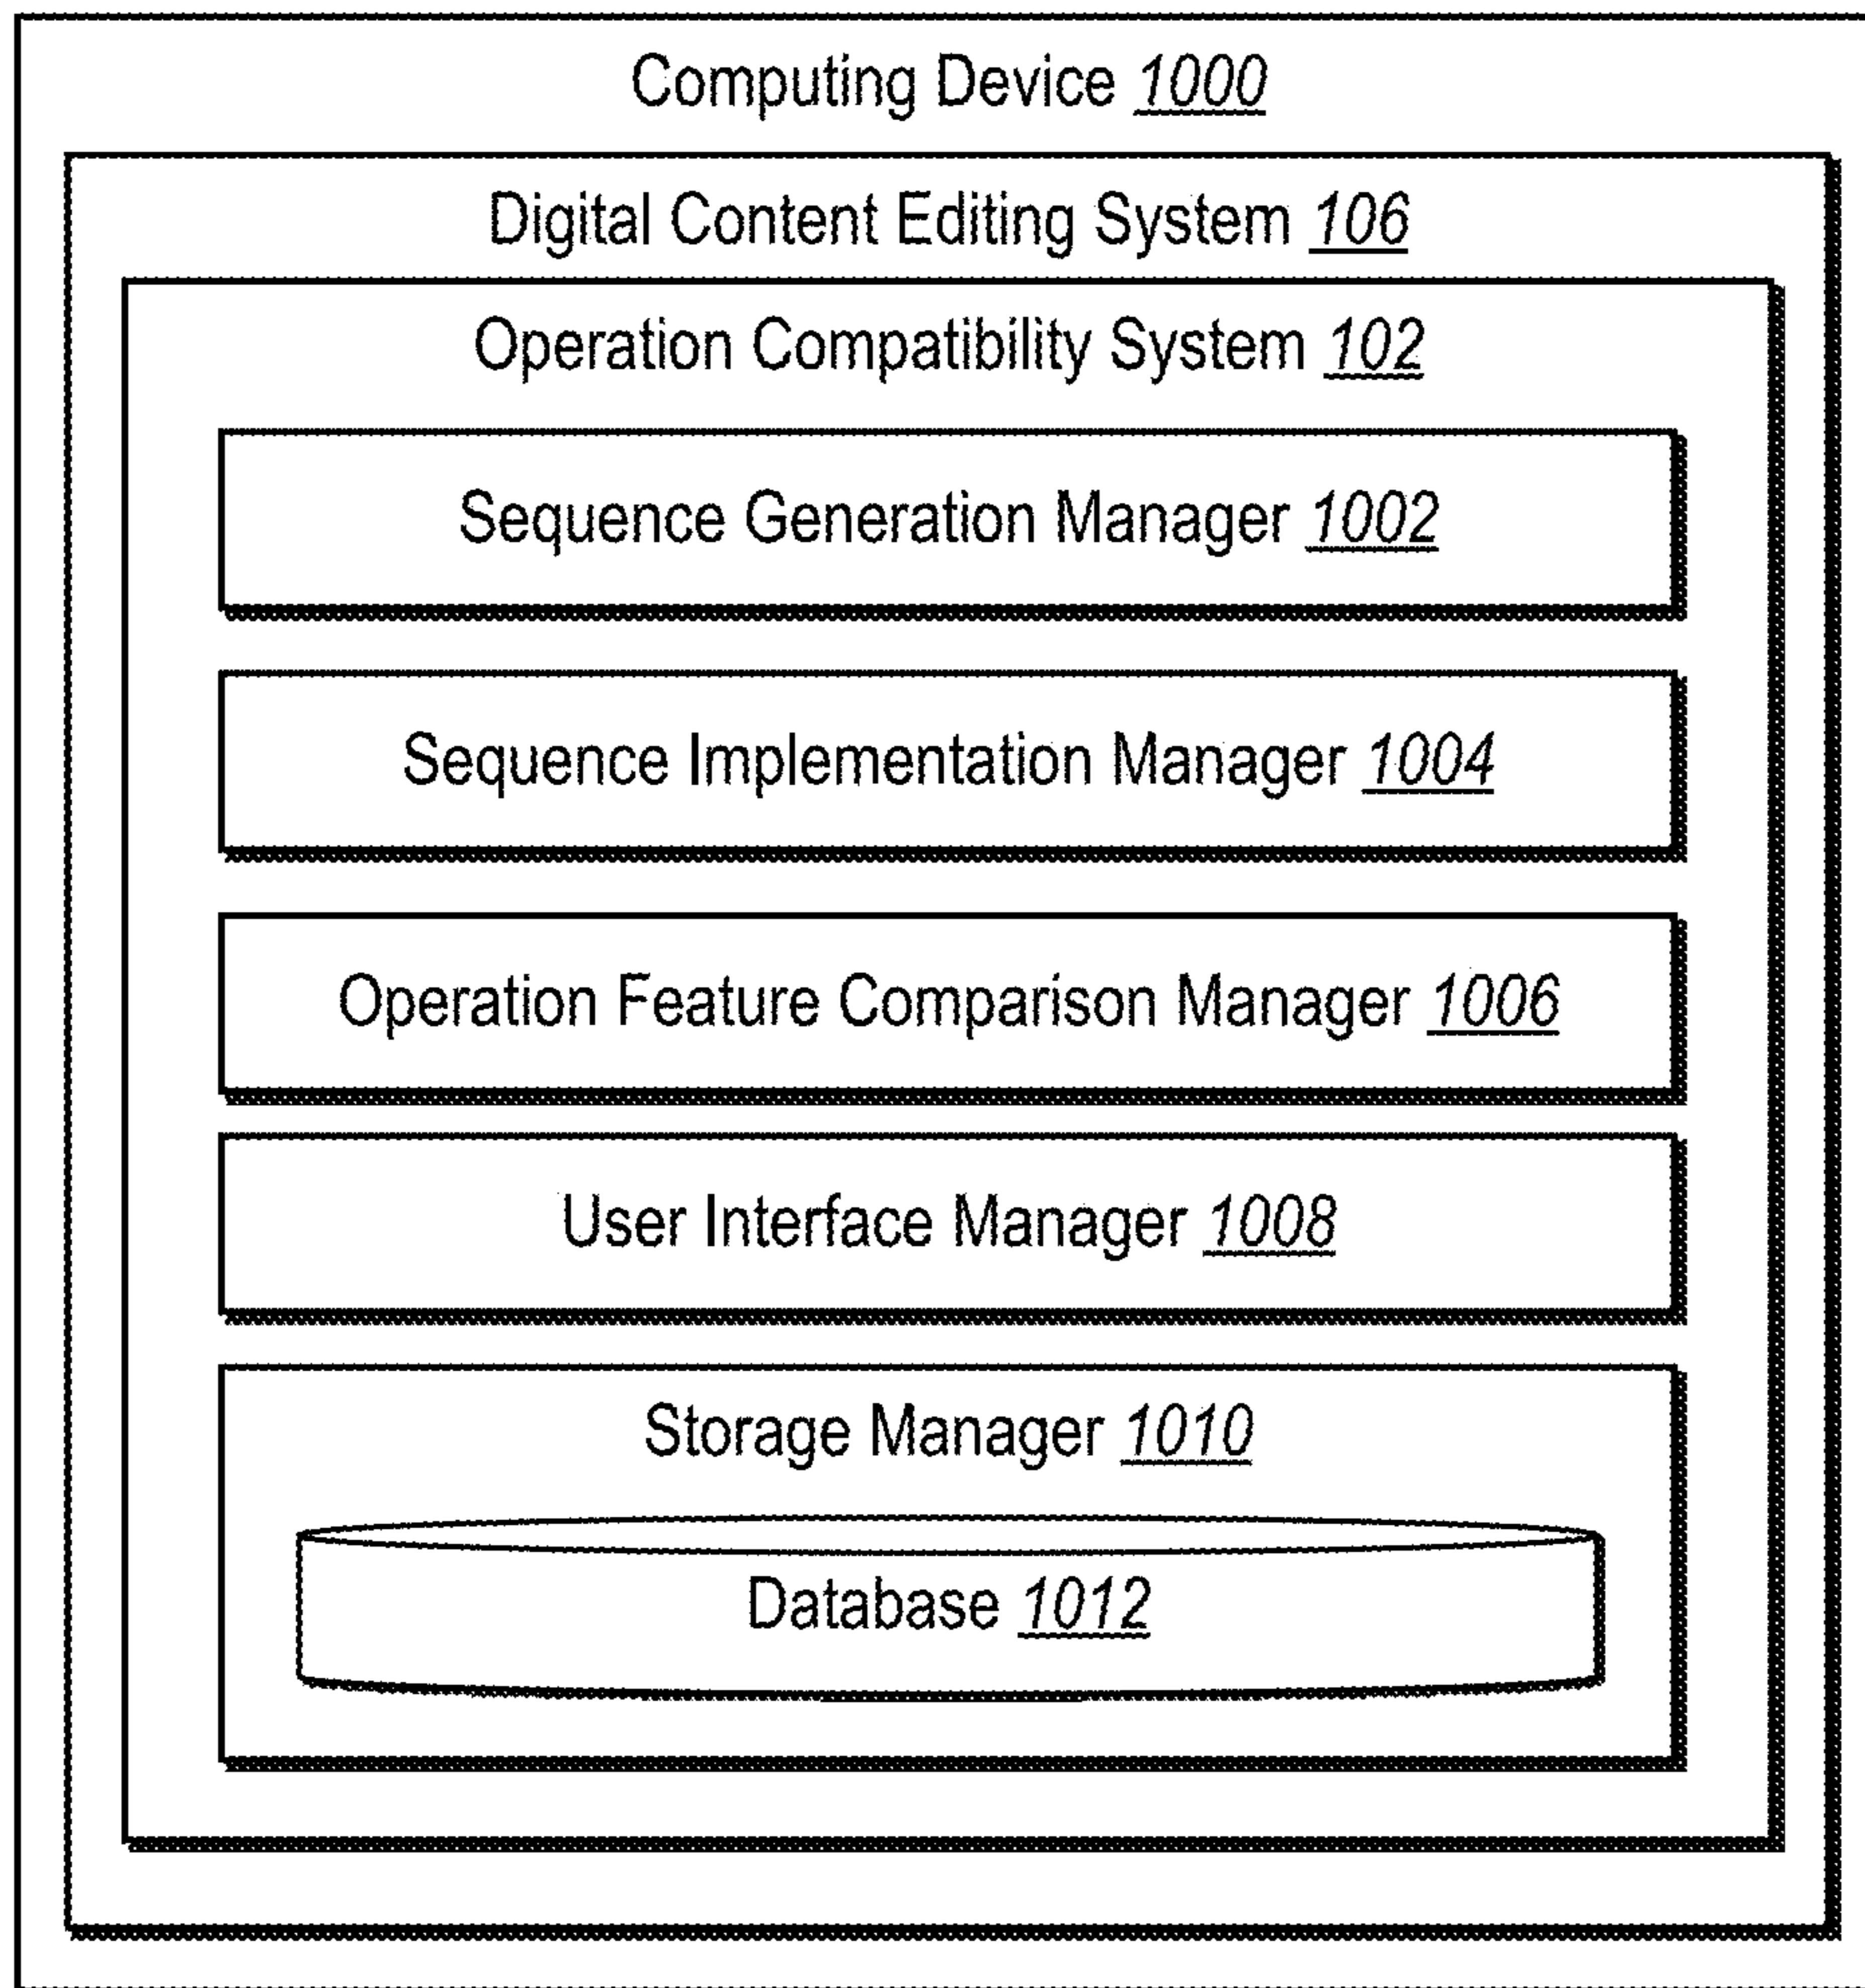 Computing Device 1000
Digital Content Editing System 106
Operation Compatibility System 102
Sequence Generation Manager 1002
Sequence Implementation Manager 1004
Operation Feature Comparison Manager 1006
User Interface Manager 1008
Storage Manager 1010
Database 1012